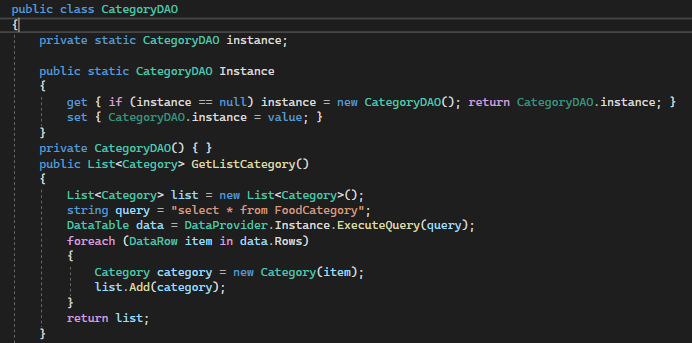 public class CategoryDAO
{
    private static CategoryDAO instance;

    public static CategoryDAO Instance
    {
        get { if (instance == null) instance = new CategoryDAO(); return CategoryDAO.instance; }
        set { CategoryDAO.instance = value; }
    }
    private CategoryDAO() { }
    public List<Category> GetListCategory()
    {
        List<Category> list = new List<Category>();
        string query = "select * from FoodCategory";
        DataTable data = DataProvider.Instance.ExecuteQuery(query);
        foreach (DataRow item in data.Rows)
        {
            Category category = new Category(item);
            list.Add(category);
        }
        return list;
    }